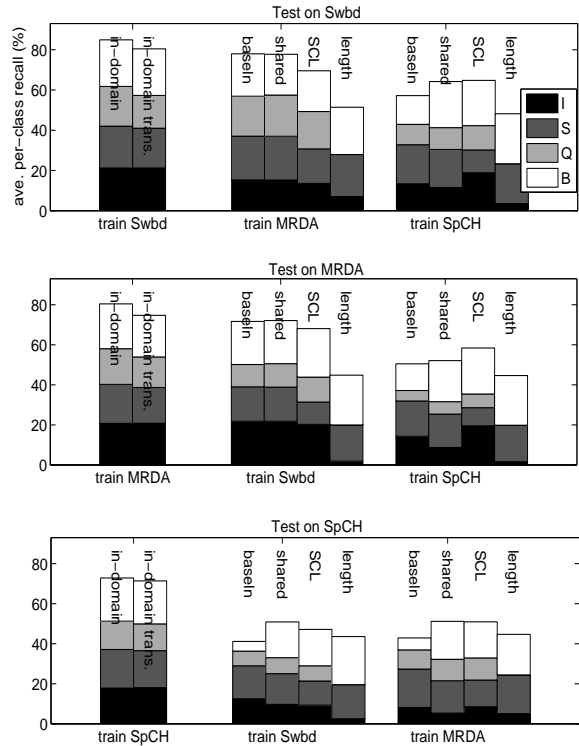 Test on Swbd
ave. per-class recall (%)
80
60
40
20
0
in-domain
in-domain trans.
baseln
shared
SCL
length
baseln
shared
SCL
length
I
S
Q
B
train Swbd
train MRDA
train SpCH
Test on MRDA
80
60
40
20
0
in-domain
in-domain trans.
baseln
shared
SCL
length
baseln
shared
SCL
length
train MRDA
train Swbd
train SpCH
Test on SpCH
80
60
40
20
0
in-domain
in-domain trans.
baseln
shared
SCL
length
baseln
shared
SCL
length
train SpCH
train Swbd
train MRDA